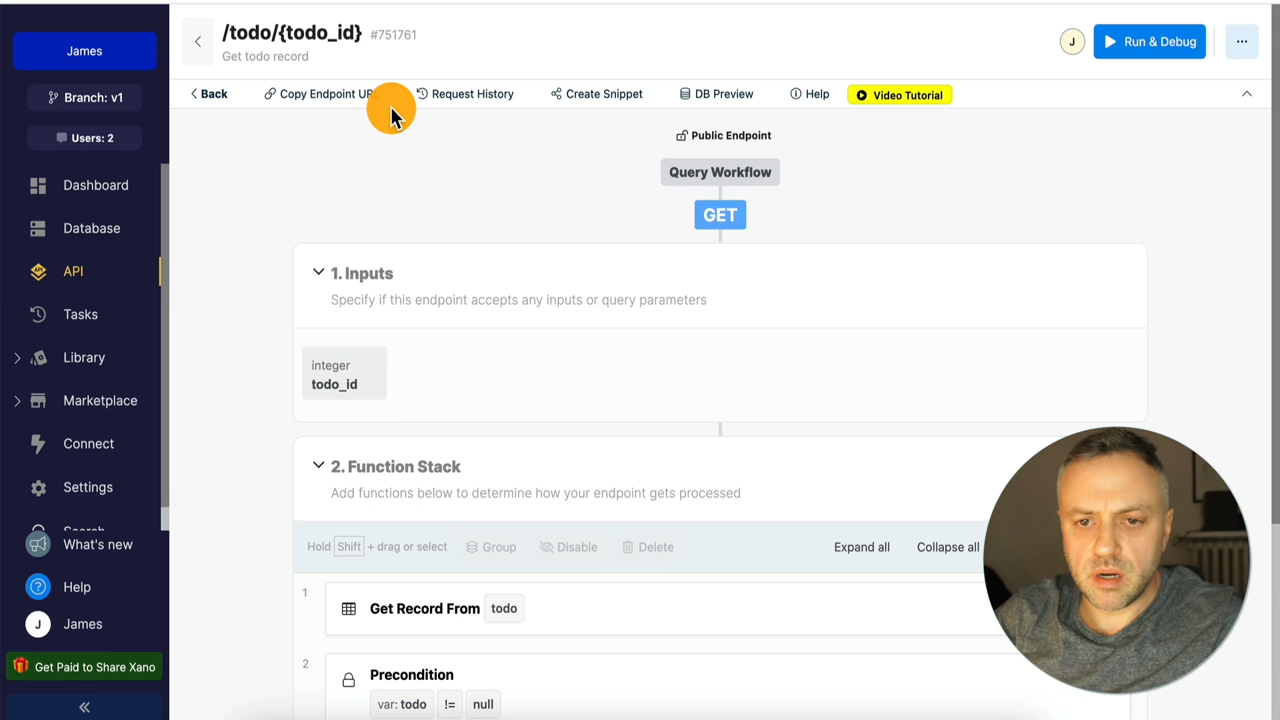 /todo/{todo_id} #751761
Get todo record
J
Run & Debug
James
Branch: v1
Users: 2
Dashboard
Database
API
Tasks
Library
Marketplace
Connect
Settings
Search
What's new
Help
J James
Get Paid to Share Xano
Back
Copy Endpoint UR
Request History
Create Snippet
DB Preview
Help
Video Tutorial
Public Endpoint
Query Workflow
GET
1. Inputs
Specify if this endpoint accepts any inputs or query parameters
integer
todo_id
2. Function Stack
Add functions below to determine how your endpoint gets processed
Hold Shift + drag or select
Group
Disable
Delete
Expand all
Collapse all
1
Get Record From todo
2
Precondition
var: todo != null